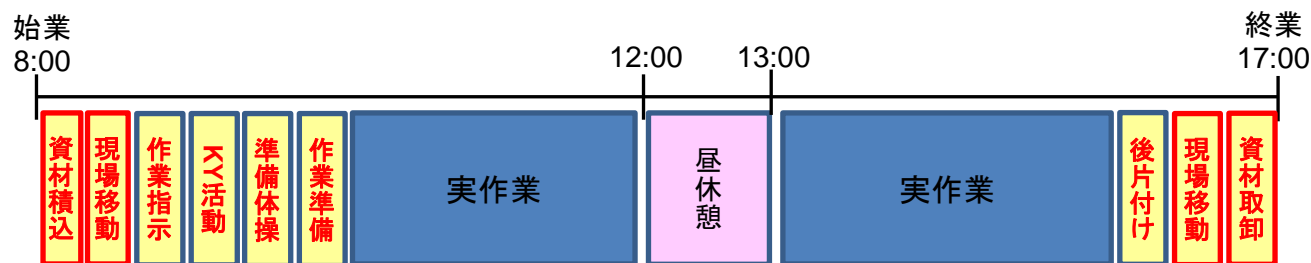 始業
8:00
12:00
13:00
終業
17:00
資材積込
現場移動
作業指示
KY活動
準備体操
作業準備
実作業
昼休憩
実作業
後片付け
現場移動
資材取卸